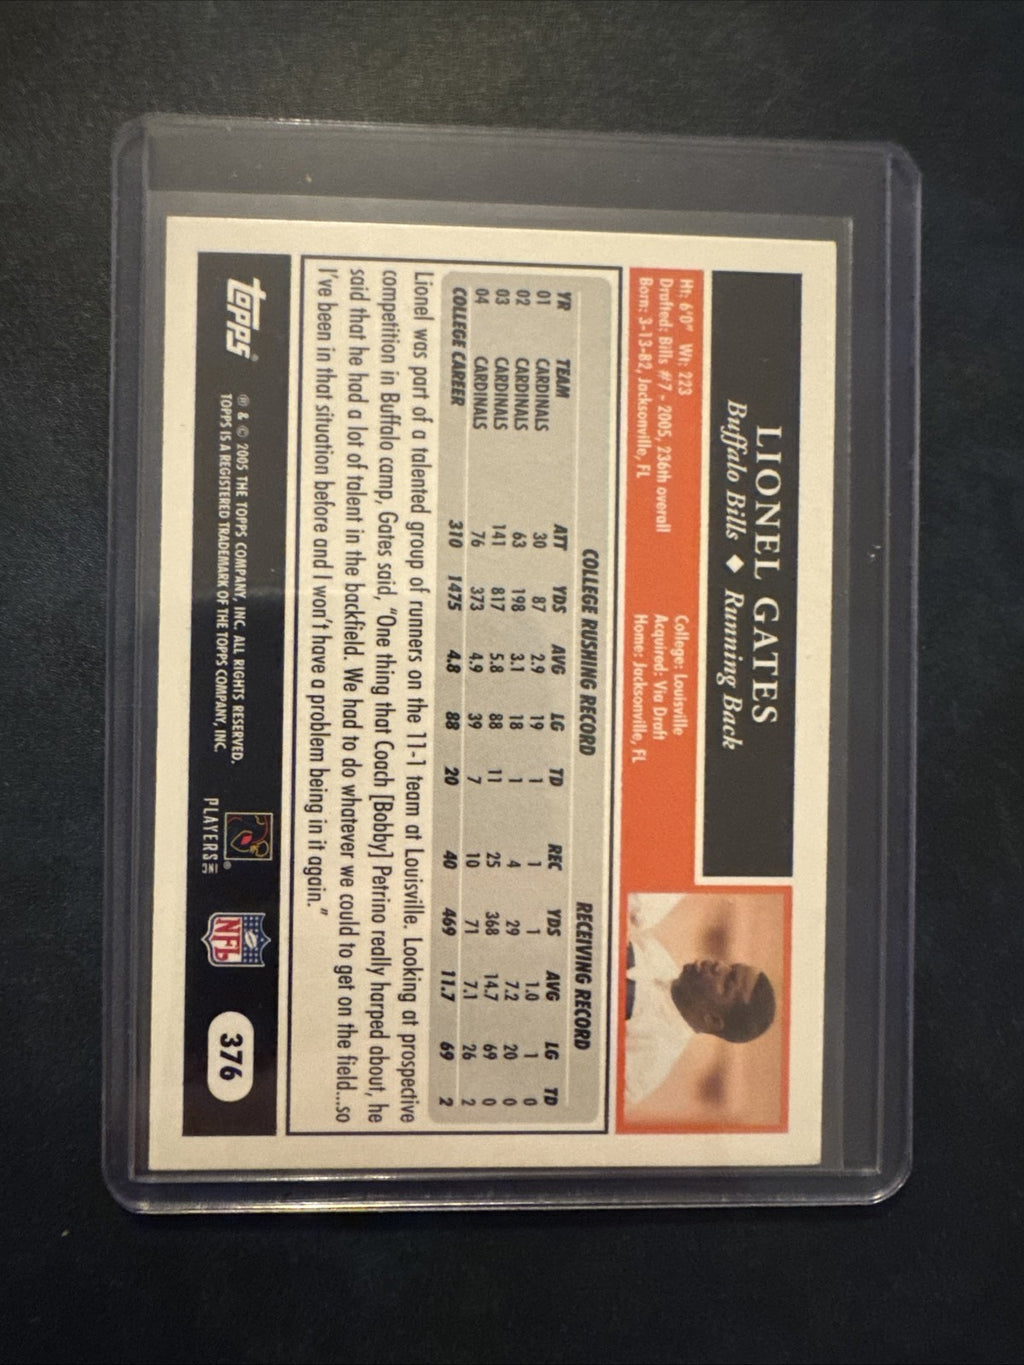 LIONEL GATES
Buffalo Bills ◆ Running Back
Ht: 6'0" Wt: 223 College: Louisville
Drafted: Bills #7 - 2005, 236th overall Acquired: Via Draft
Born: 3-13-82, Jacksonville, FL Home: Jacksonville, FL
COLLEGE RUSHING RECORD RECEIVING RECORD
YR TEAM ATT YDS AVG LG TD REC YDS AVG LG TD
01 CARDINALS 30 87 2.9 19 1 1 1 1.0 1 0
02 CARDINALS 63 198 3.1 18 1 4 29 7.2 20 0
03 CARDINALS 141 817 5.8 88 11 25 368 14.7 69 0
04 CARDINALS 76 373 4.9 39 7 10 71 7.1 26 2
COLLEGE CAREER 310 1475 4.8 88 20 40 469 11.7 69 2
Lionel was part of a talented group of runners on the 11-1 team at Louisville. Looking at prospective
competition in Buffalo camp, Gates said, "One thing that Coach [Bobby] Petrino really harped about, he
said that he had a lot of talent in the backfield. We had to do whatever we could to get on the field...so
I've been in that situation before and I won't have a problem being in it again."
topps®
® & © 2005 THE TOPPS COMPANY, INC. ALL RIGHTS RESERVED.
TOPPS IS A REGISTERED TRADEMARK OF THE TOPPS COMPANY, INC.
PLAYERS INC
NFL
376